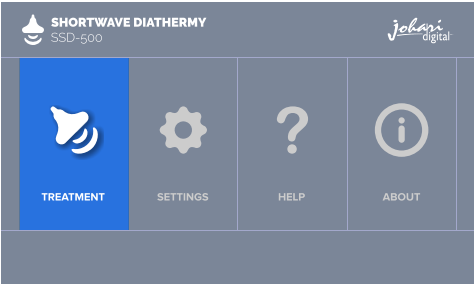 SHORTWAVE DIATHERMY
SSD-500
johari
digital
TREATMENT
SETTINGS
HELP
ABOUT